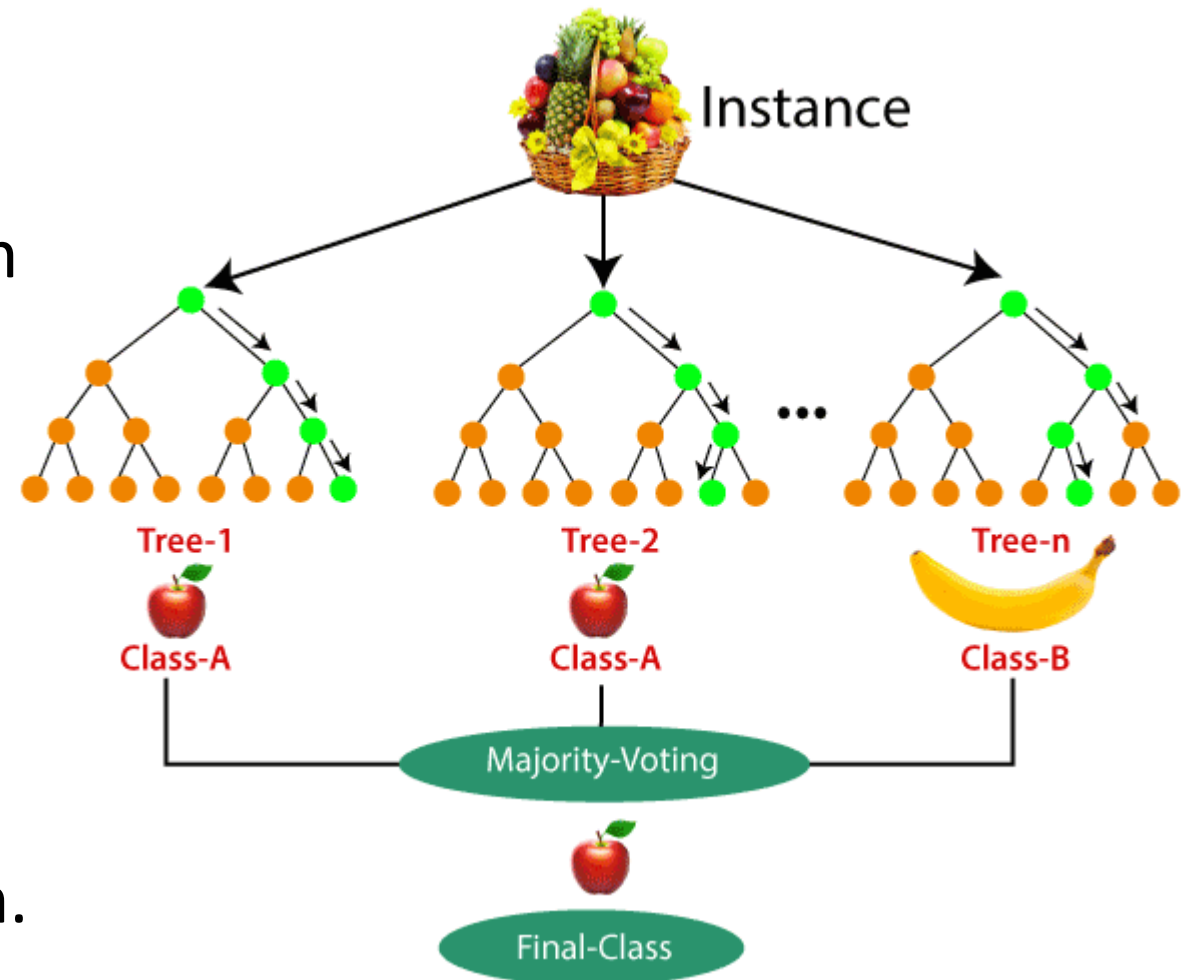 Instance
n
...
Tree-1
Tree-2
Tree-n
Class-A
Class-A
Class-B
Majority-Voting
n.
Final-Class